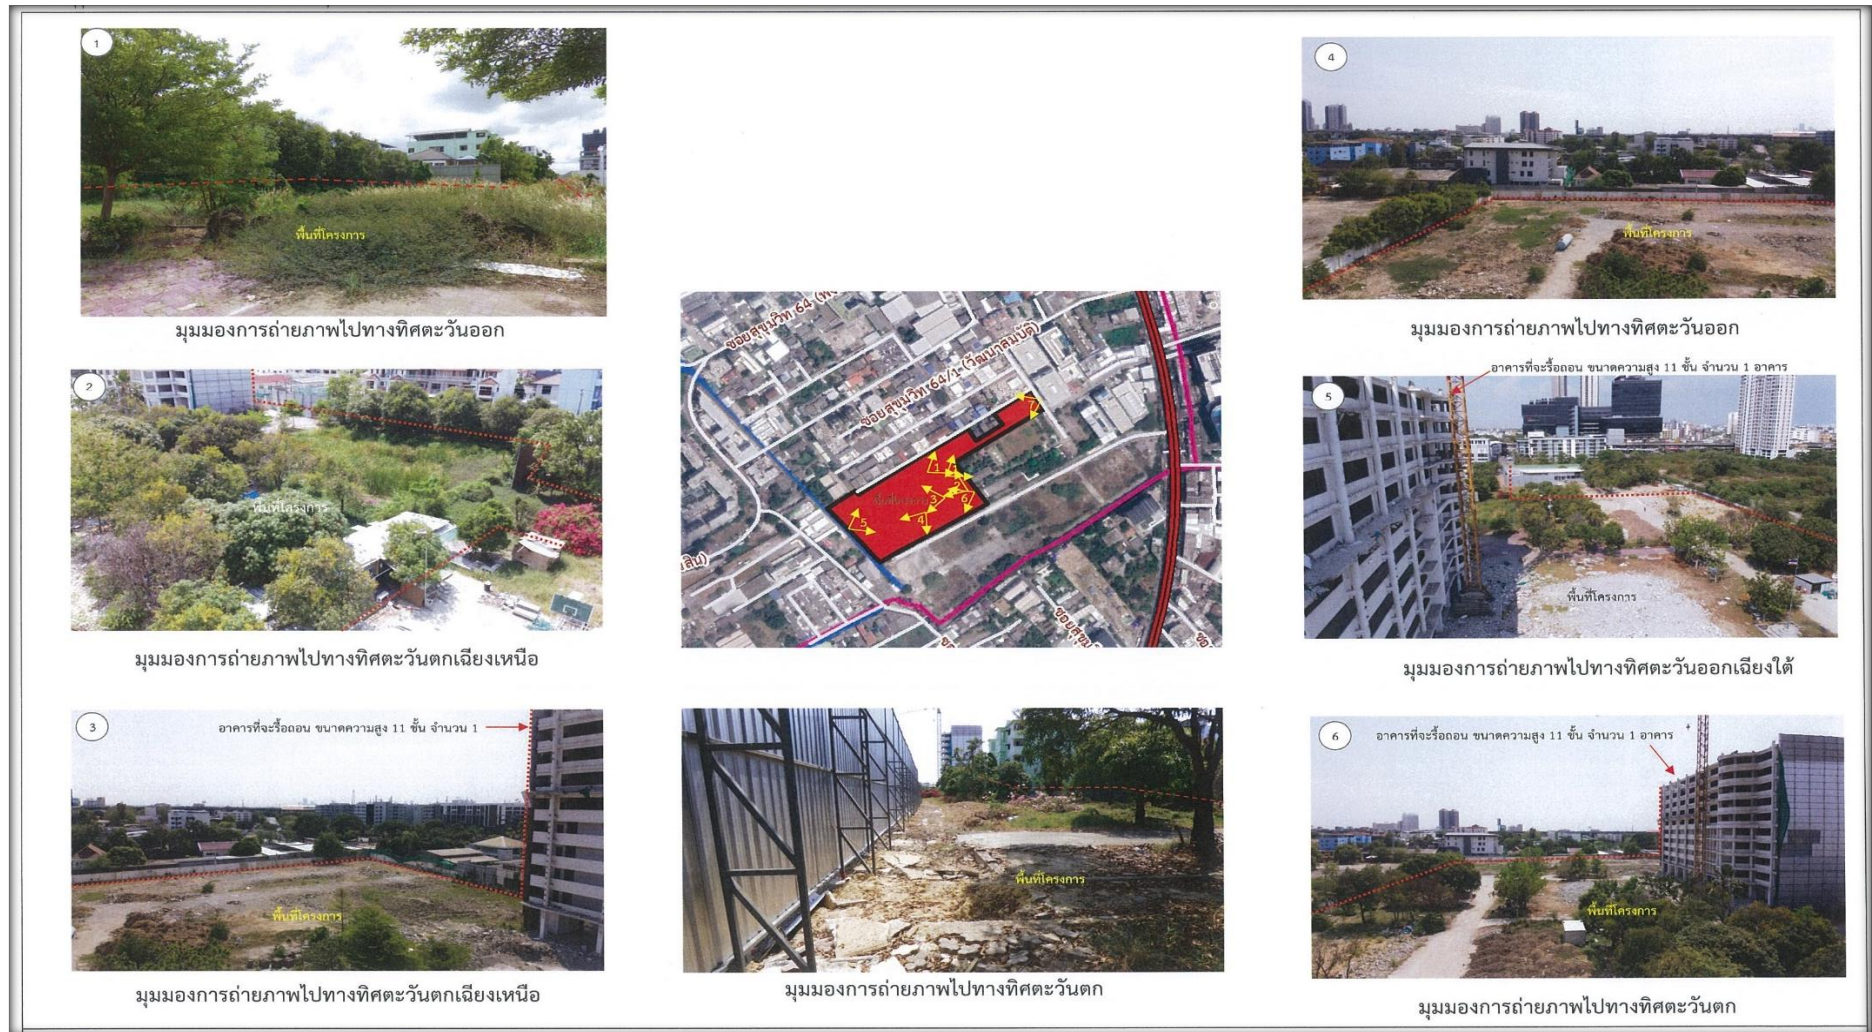 1
พื้นที่โครงการ
มุมมองการถ่ายภาพไปทางทิศตะวันออก
2
พื้นที่โครงการ
มุมมองการถ่ายภาพไปทางทิศตะวันตกเฉียงเหนือ
3
อาคารที่จะรื้อถอน ขนาดความสูง 11 ชั้น จำนวน 1
พื้นที่โครงการ
มุมมองการถ่ายภาพไปทางทิศตะวันตกเฉียงเหนือ
ซอยสุขุมวิท 64
ซอยสุขุมวิท 64/1 (วัฒนาสมบัติ)
7
1
2
3
6
4
5
พื้นที่โครงการ
มุมมองการถ่ายภาพไปทางทิศตะวันตก
4
พื้นที่โครงการ
มุมมองการถ่ายภาพไปทางทิศตะวันออก
อาคารที่จะรื้อถอน ขนาดความสูง 11 ชั้น จำนวน 1 อาคาร
5
พื้นที่โครงการ
มุมมองการถ่ายภาพไปทางทิศตะวันออกเฉียงใต้
6
อาคารที่จะรื้อถอน ขนาดความสูง 11 ชั้น จำนวน 1 อาคาร
พื้นที่โครงการ
มุมมองการถ่ายภาพไปทางทิศตะวันตก